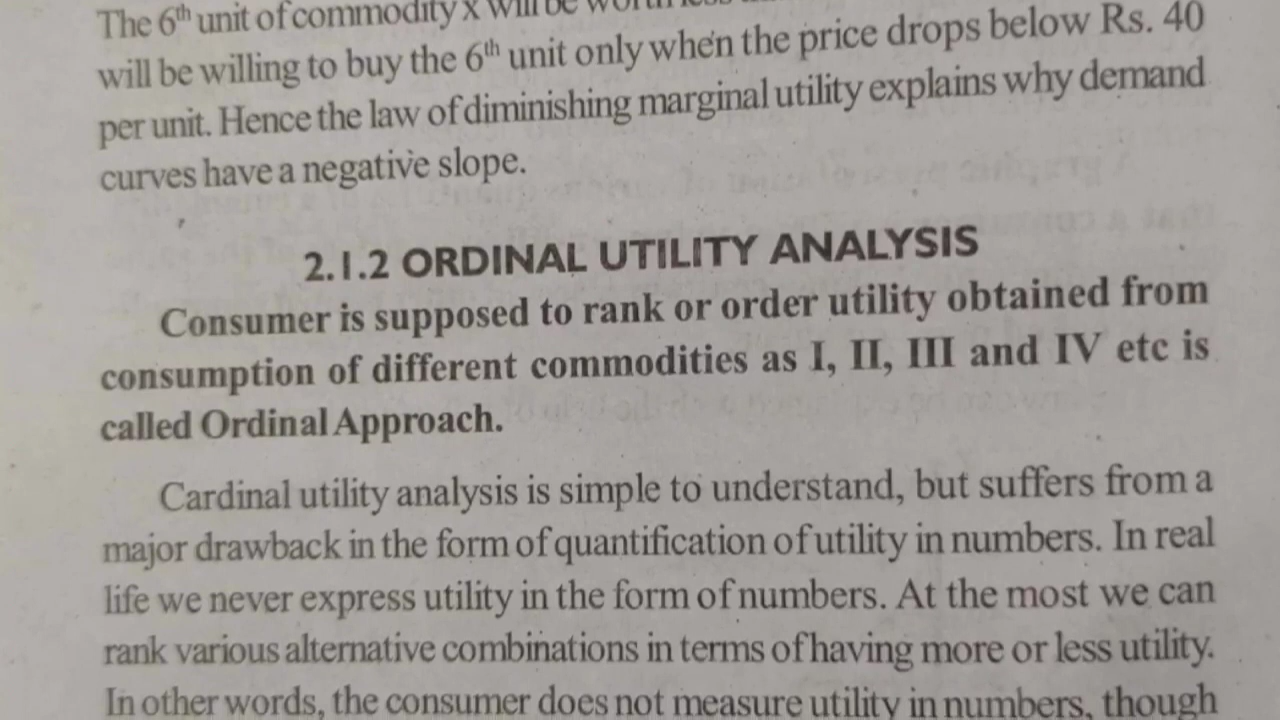 The 6th unit of commodity x will be worth less
will be willing to buy the 6th unit only when the price drops below Rs. 40
per unit. Hence the law of diminishing marginal utility explains why demand
curves have a negative slope.
2.1.2 ORDINAL UTILITY ANALYSIS
Consumer is supposed to rank or order utility obtained from
consumption of different commodities as I, II, III and IV etc is
called Ordinal Approach.
Cardinal utility analysis is simple to understand, but suffers from a
major drawback in the form of quantification of utility in numbers. In real
life we never express utility in the form of numbers. At the most we can
rank various alternative combinations in terms of having more or less utility.
In other words, the consumer does not measure utility in numbers, though